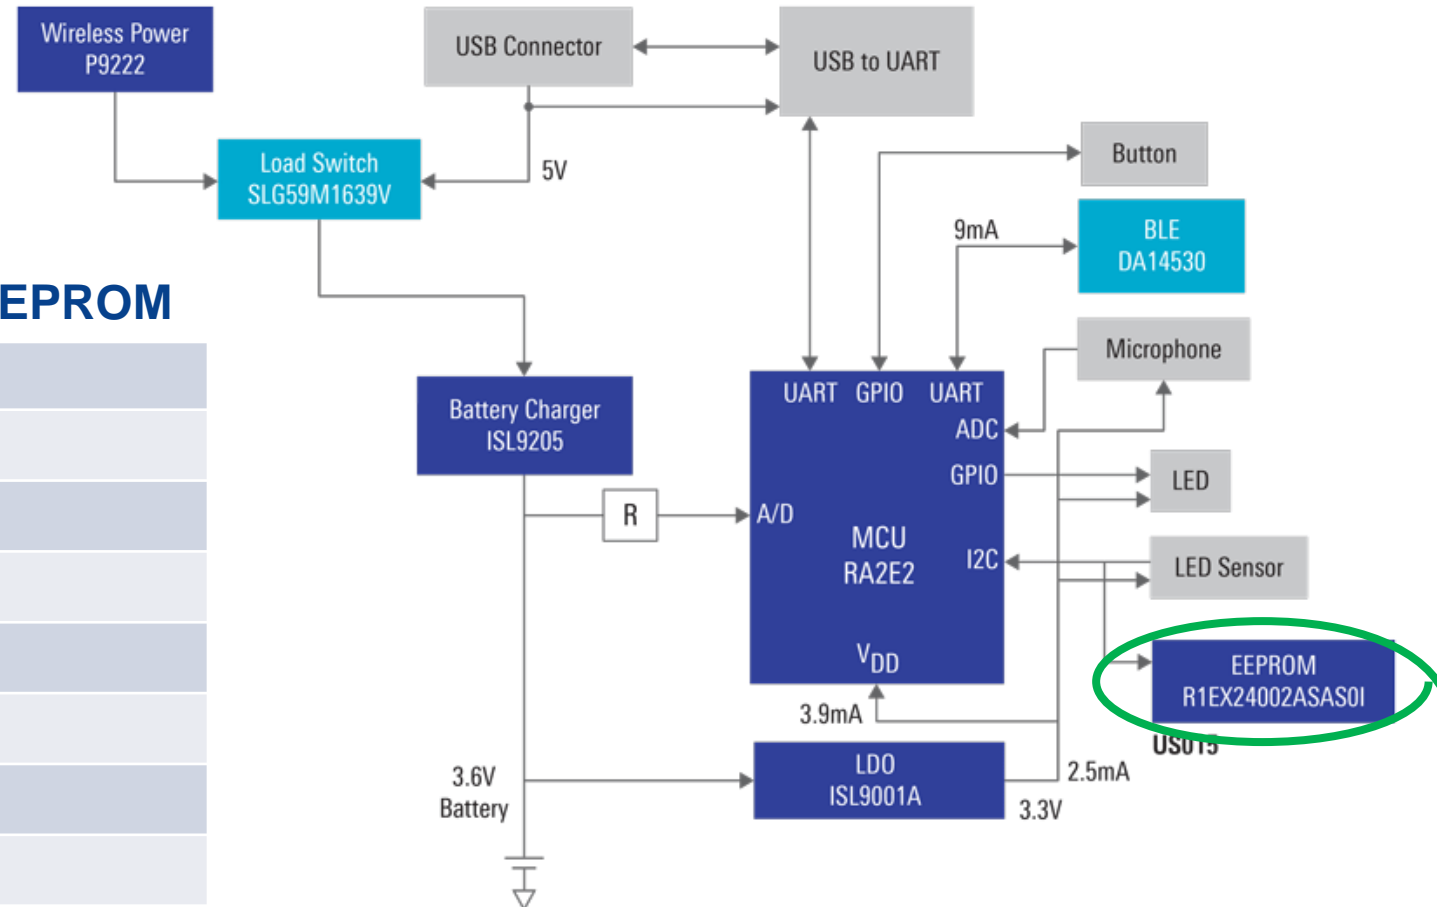 Wireless Power
P9222
USB Connector
USB to UART
Load Switch
SLG59M1639V
5V
Button
9mA
BLE
DA14530
EPROM
Microphone
Battery Charger
ISL9205
UART GPIO UART
ADC
GPIO
LED
R
A/D
MCU
RA2E2
I2C
LED Sensor
VDD
EEPROM
R1EX24002ASAS0I
3.9mA
US015
LDO
ISL9001A
2.5mA
3.3V
3.6V
Battery